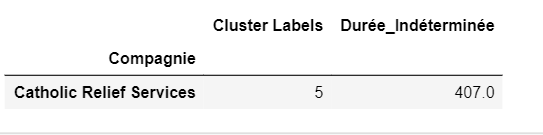 Cluster Labels Durée_Indéterminée
Compagnie
Catholic Relief Services 5 407.0